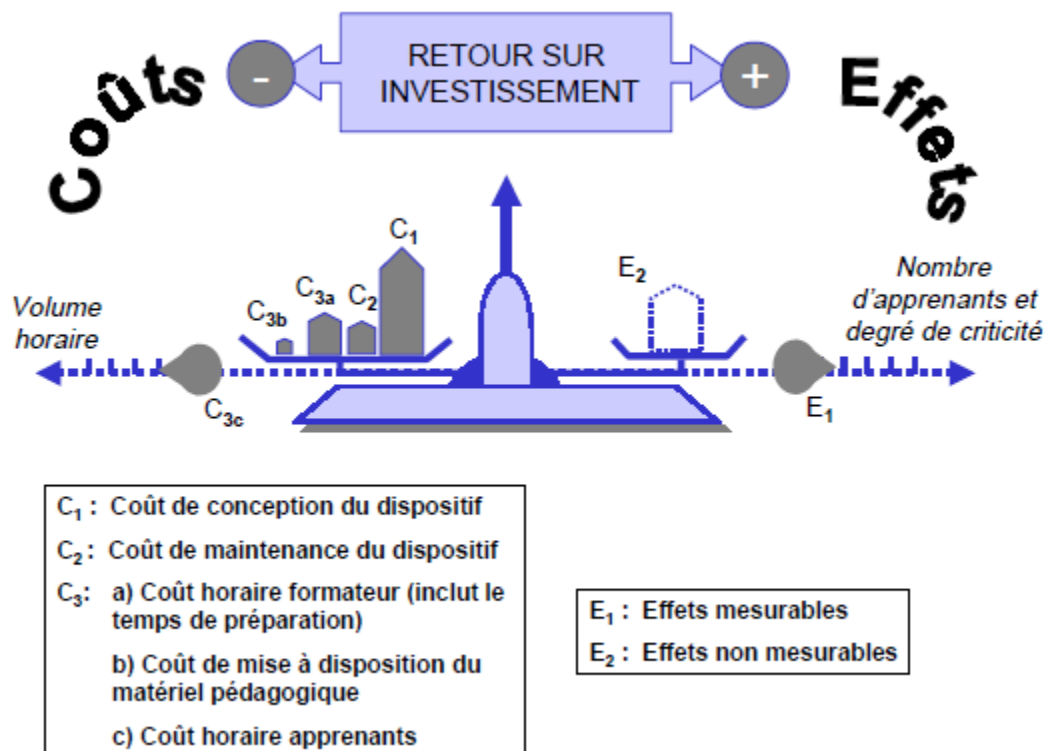 RETOUR SUR
INVESTISSEMENT
-
+
Coûts
Effets
C1
C3a
C2
C3b
E2
Volume
horaire
Nombre
d'apprenants et
degré de criticité
C3c
E1
C1 : Coût de conception du dispositif
C2 : Coût de maintenance du dispositif
C3: a) Coût horaire formateur (inclut le
temps de préparation)
b) Coût de mise à disposition du
matériel pédagogique
c) Coût horaire apprenants
E1 : Effets mesurables
E2 : Effets non mesurables